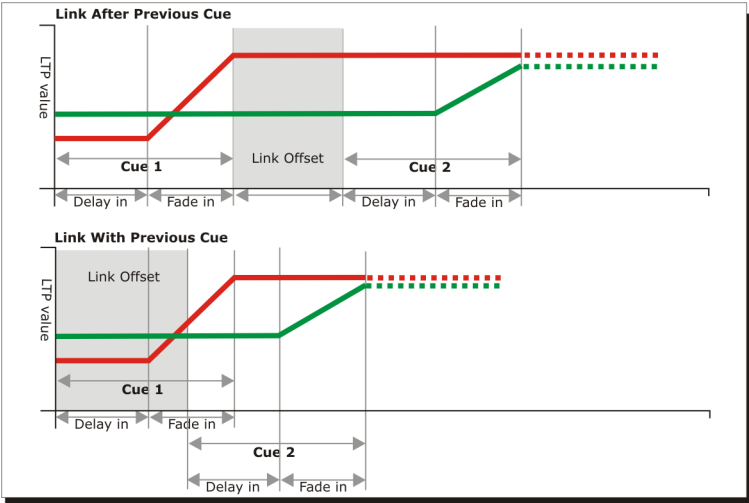 Link After Previous Cue
LTP value
Link Offset
Cue 1
Cue 2
Delay in
Fade in
Delay in
Fade in
Link With Previous Cue
Link Offset
LTP value
Cue 1
Delay in
Fade in
Cue 2
Delay in
Fade in